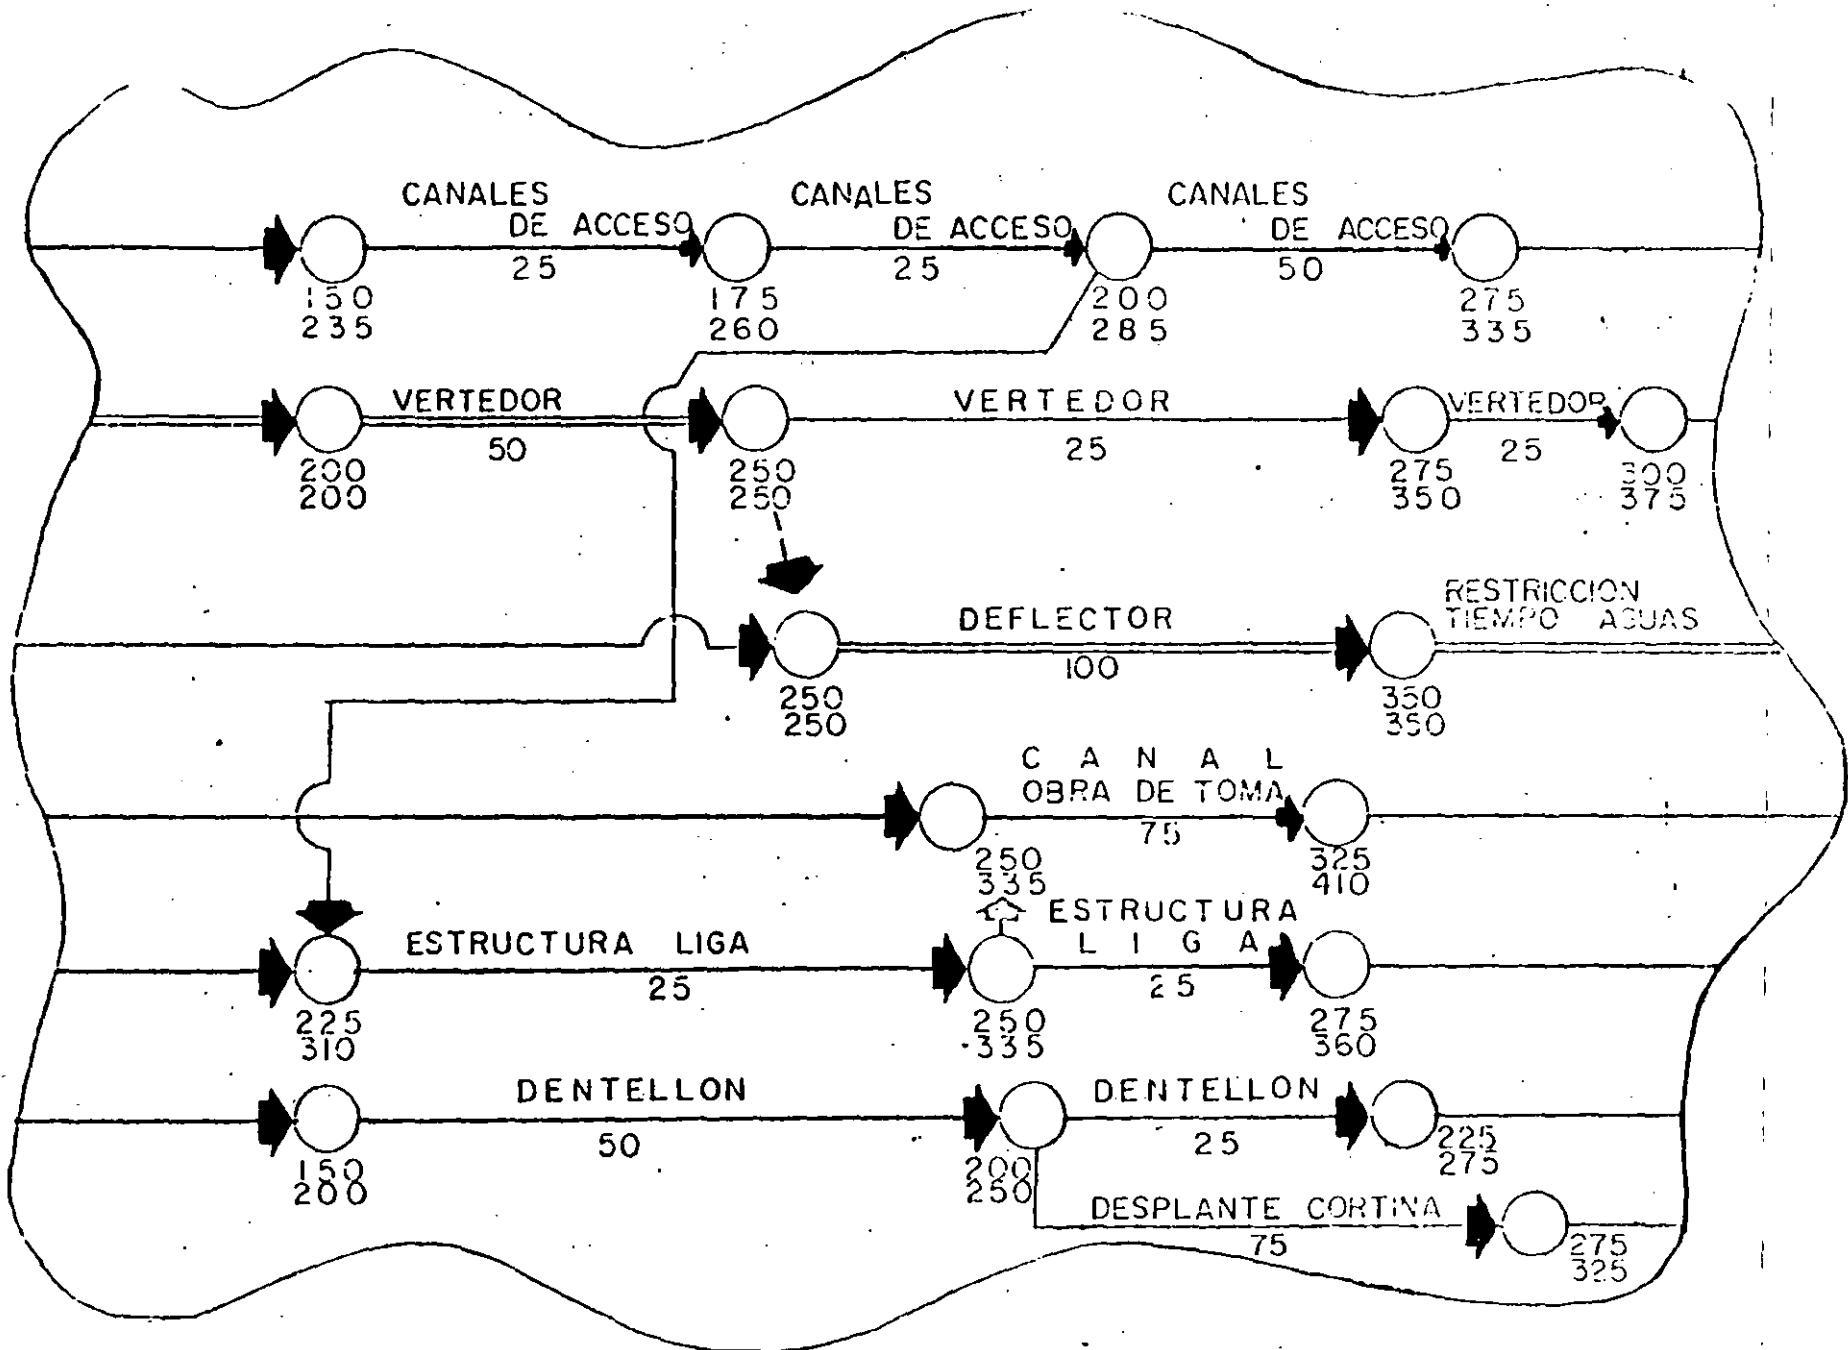 CANALES
DE ACCESO
25
CANALES
DE ACCESO
25
CANALES
DE ACCESO
50
150
235
175
260
200
285
275
335
VERTEDOR
50
VERTEDOR
25
VERTEDOR
25
200
200
250
250
275
350
300
375
DEFLECTOR
100
RESTRICCION
TIEMPO AGUAS
250
250
350
350
C A N A L
OBRA DE TOMA
75
250
335
325
410
ESTRUCTURA LIGA
25
ESTRUCTURA
L I G A
25
225
310
250
335
275
360
DENTELLON
50
DENTELLON
25
150
200
200
250
225
275
DESPLANTE CORTINA
75
275
325